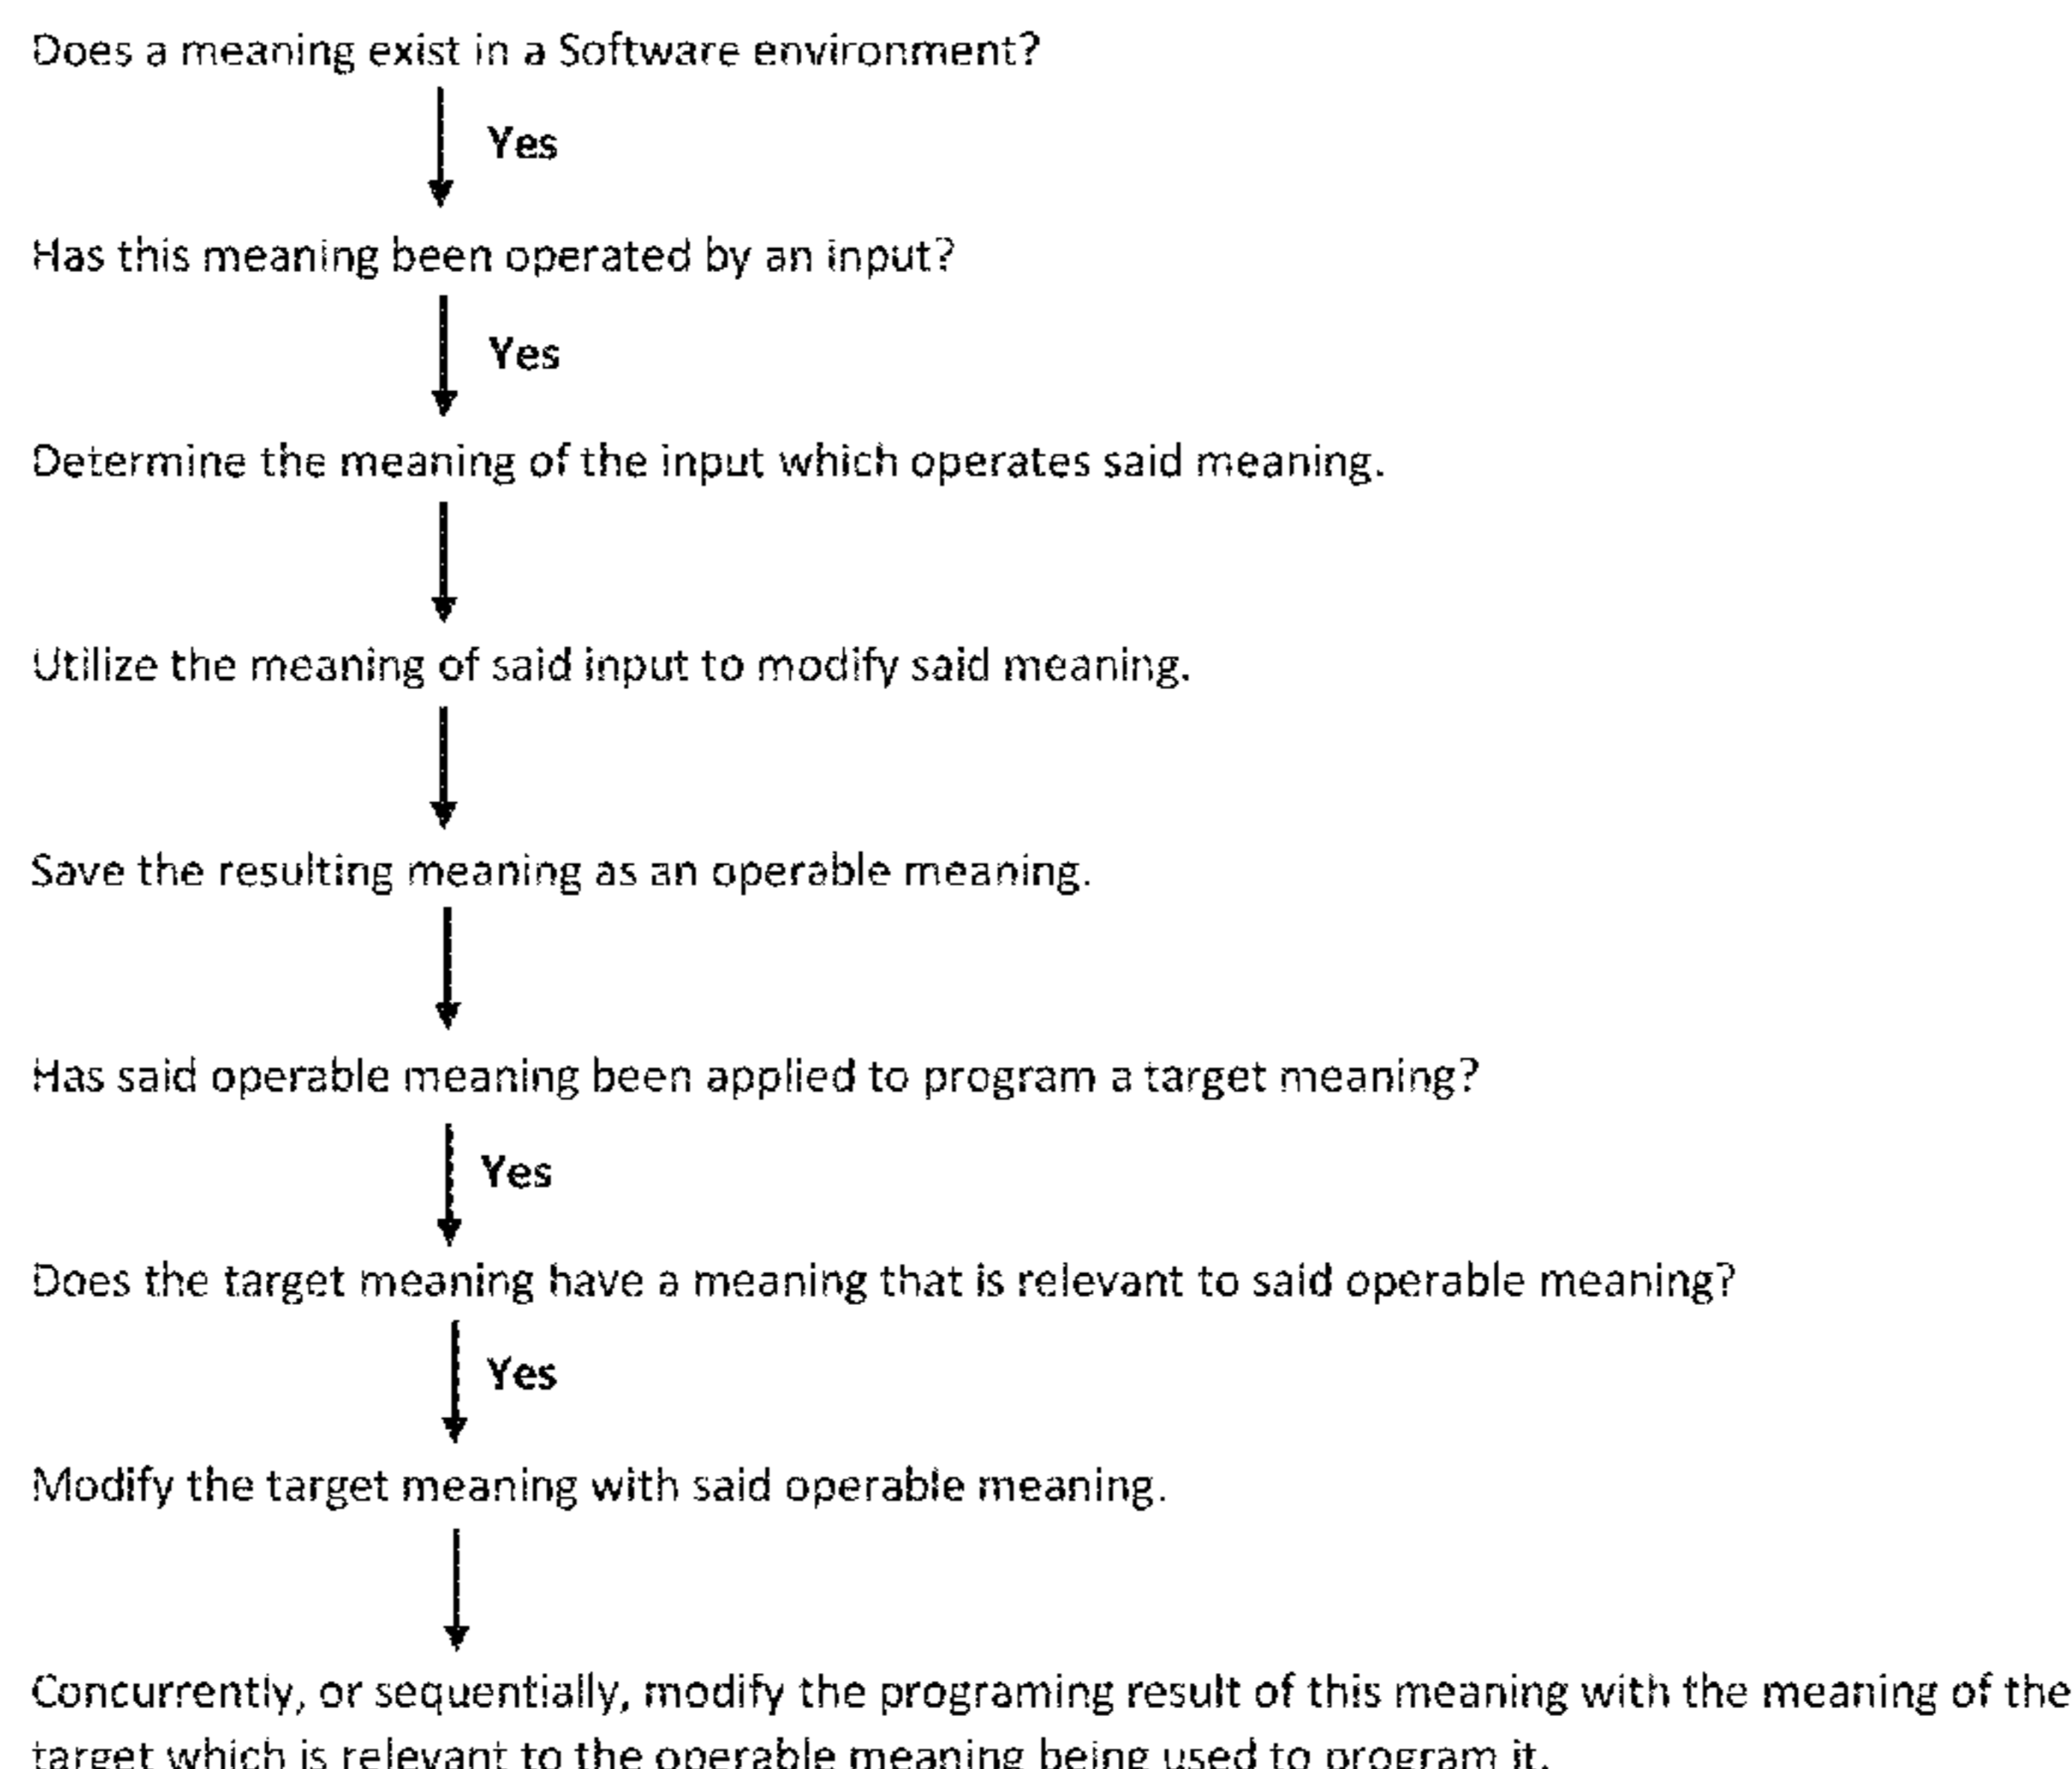 Does a meaning exist in a Software environment?
Yes
Has this meaning been operated by an input?
Yes
Determine the meaning of the input which operates said meaning.
Utilize the meaning of said input to modify said meaning.
Save the resulting meaning as an operable meaning.
Has said operable meaning been applied to program a target meaning?
Yes
Does the target meaning have a meaning that is relevant to said operable meaning?
Yes
Modify the target meaning with said operable meaning.
Concurrently, or sequentially, modify the programing result of this meaning with the meaning of the
target which is relevant to the operable meaning being used to program it.